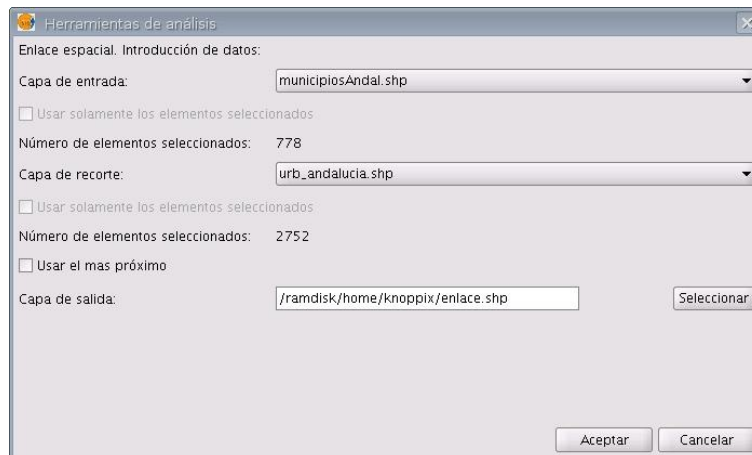 Herramientas de análisis
Enlace espacial. Introducción de datos:
Capa de entrada: municipiosAndal.shp
Usar solamente los elementos seleccionados
Número de elementos seleccionados: 778
Capa de recorte: urb_andalucia.shp
Usar solamente los elementos seleccionados
Número de elementos seleccionados: 2752
Usar el mas próximo
Capa de salida: /ramdisk/home/knoppix/enlace.shp Seleccionar
Aceptar Cancelar